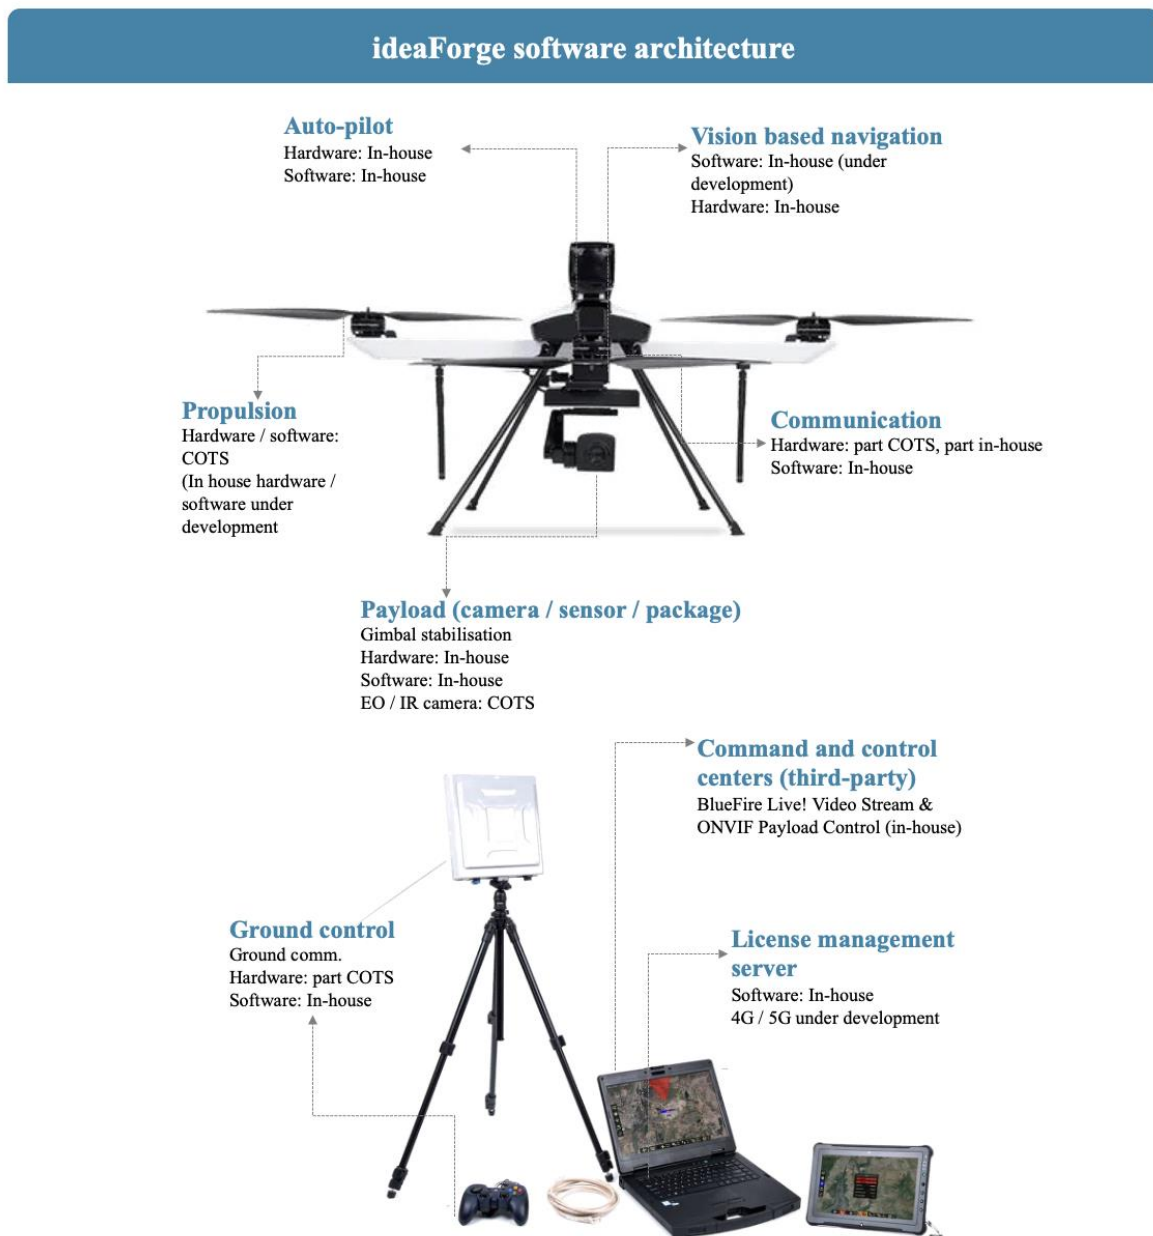 ideaForge software architecture
Auto-pilot
Hardware: In-house
Software: In-house
Vision based navigation
Software: In-house (under
development)
Hardware: In-house
Propulsion
Hardware / software:
COTS
(In house hardware /
software under
development
Communication
Hardware: part COTS, part in-house
Software: In-house
Payload (camera / sensor / package)
Gimbal stabilisation
Hardware: In-house
Software: In-house
EO / IR camera: COTS
Command and control
centers (third-party)
BlueFire Live! Video Stream &
ONVIF Payload Control (in-house)
Ground control
Ground comm.
Hardware: part COTS
Software: In-house
License management
server
Software: In-house
4G / 5G under development